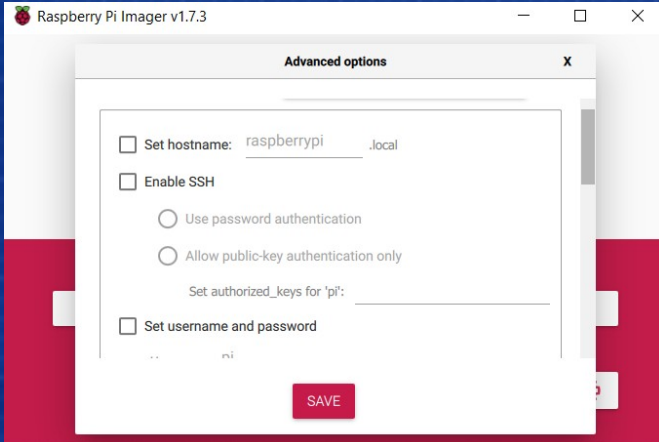 Raspberry Pi Imager v1.7.3
Advanced options X
Set hostname: raspberrypi .local
Enable SSH
Use password authentication
Allow public-key authentication only
Set authorized_keys for 'pi':
Set username and password
pi
SAVE